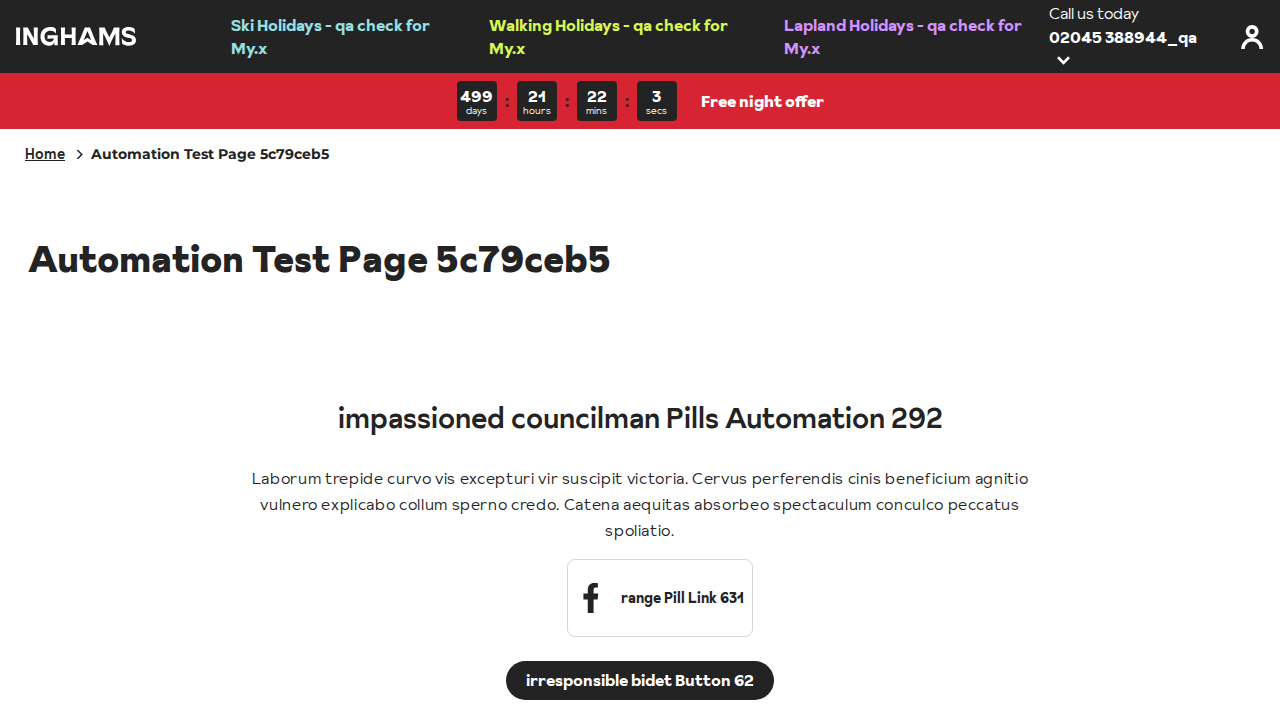 INGHAMS
Ski Holidays - qa check for
My.x
Walking Holidays - qa check for
My.x
Lapland Holidays - qa check for
My.x
Call us today
02045 388944_qa
499 : 21 : 22 : 3
days hours mins secs
Free night offer
Home > Automation Test Page 5c79ceb5
Automation Test Page 5c79ceb5
impassioned councilman Pills Automation 292
Laborum trepide curvo vis excepturi vir suscipit victoria. Cervus perferendis cinis beneficium agnitio
vulnero explicabo collum sperno credo. Catena aequitas absorbeo spectaculum conculco peccatus
spoliatio.
range Pill Link 631
irresponsible bidet Button 62